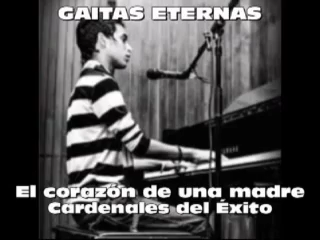 GAITAS ETERNAS
El corazón de una madre
Cardenales del Éxito